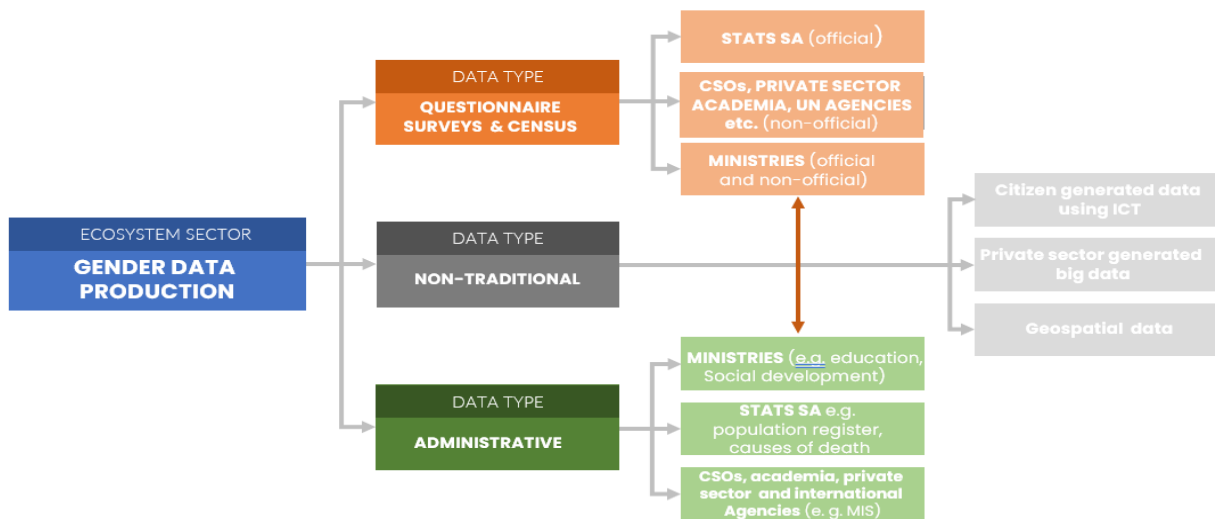 ECOSYSTEM SECTOR
GENDER DATA
PRODUCTION
DATA TYPE
QUESTIONNAIRE
SURVEYS & CENSUS
STATS SA (official)
CSOs, PRIVATE SECTOR
ACADEMIA, UN AGENCIES
etc. (non-official)
MINISTRIES (official
and non-official)
DATA TYPE
NON-TRADITIONAL
Citizen generated data
using ICT
Private sector generated
big data
Geospatial data
DATA TYPE
ADMINISTRATIVE
MINISTRIES (e.g. education,
Social development)
STATS SA e.g.
population register,
causes of death
CSOs, academia, private
sector and international
Agencies (e. g. MIS)